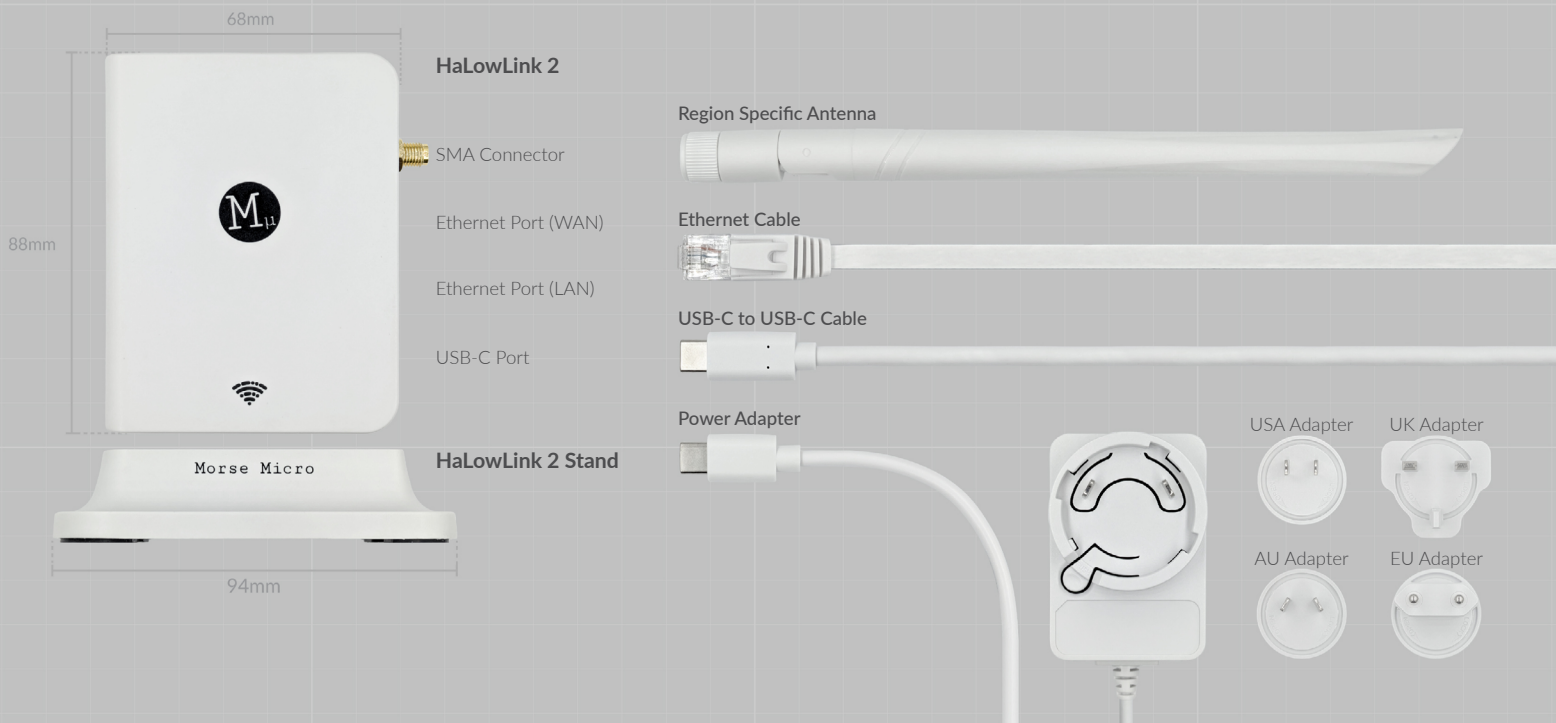 68mm
HaLowLink 2
Region Specific Antenna
SMA Connector
Mμ
Ethernet Cable
Ethernet Port (WAN)
88mm
Ethernet Port (LAN)
USB-C to USB-C Cable
USB-C Port
Power Adapter
USA Adapter
UK Adapter
HaLowLink 2 Stand
Morse Micro
AU Adapter
EU Adapter
94mm